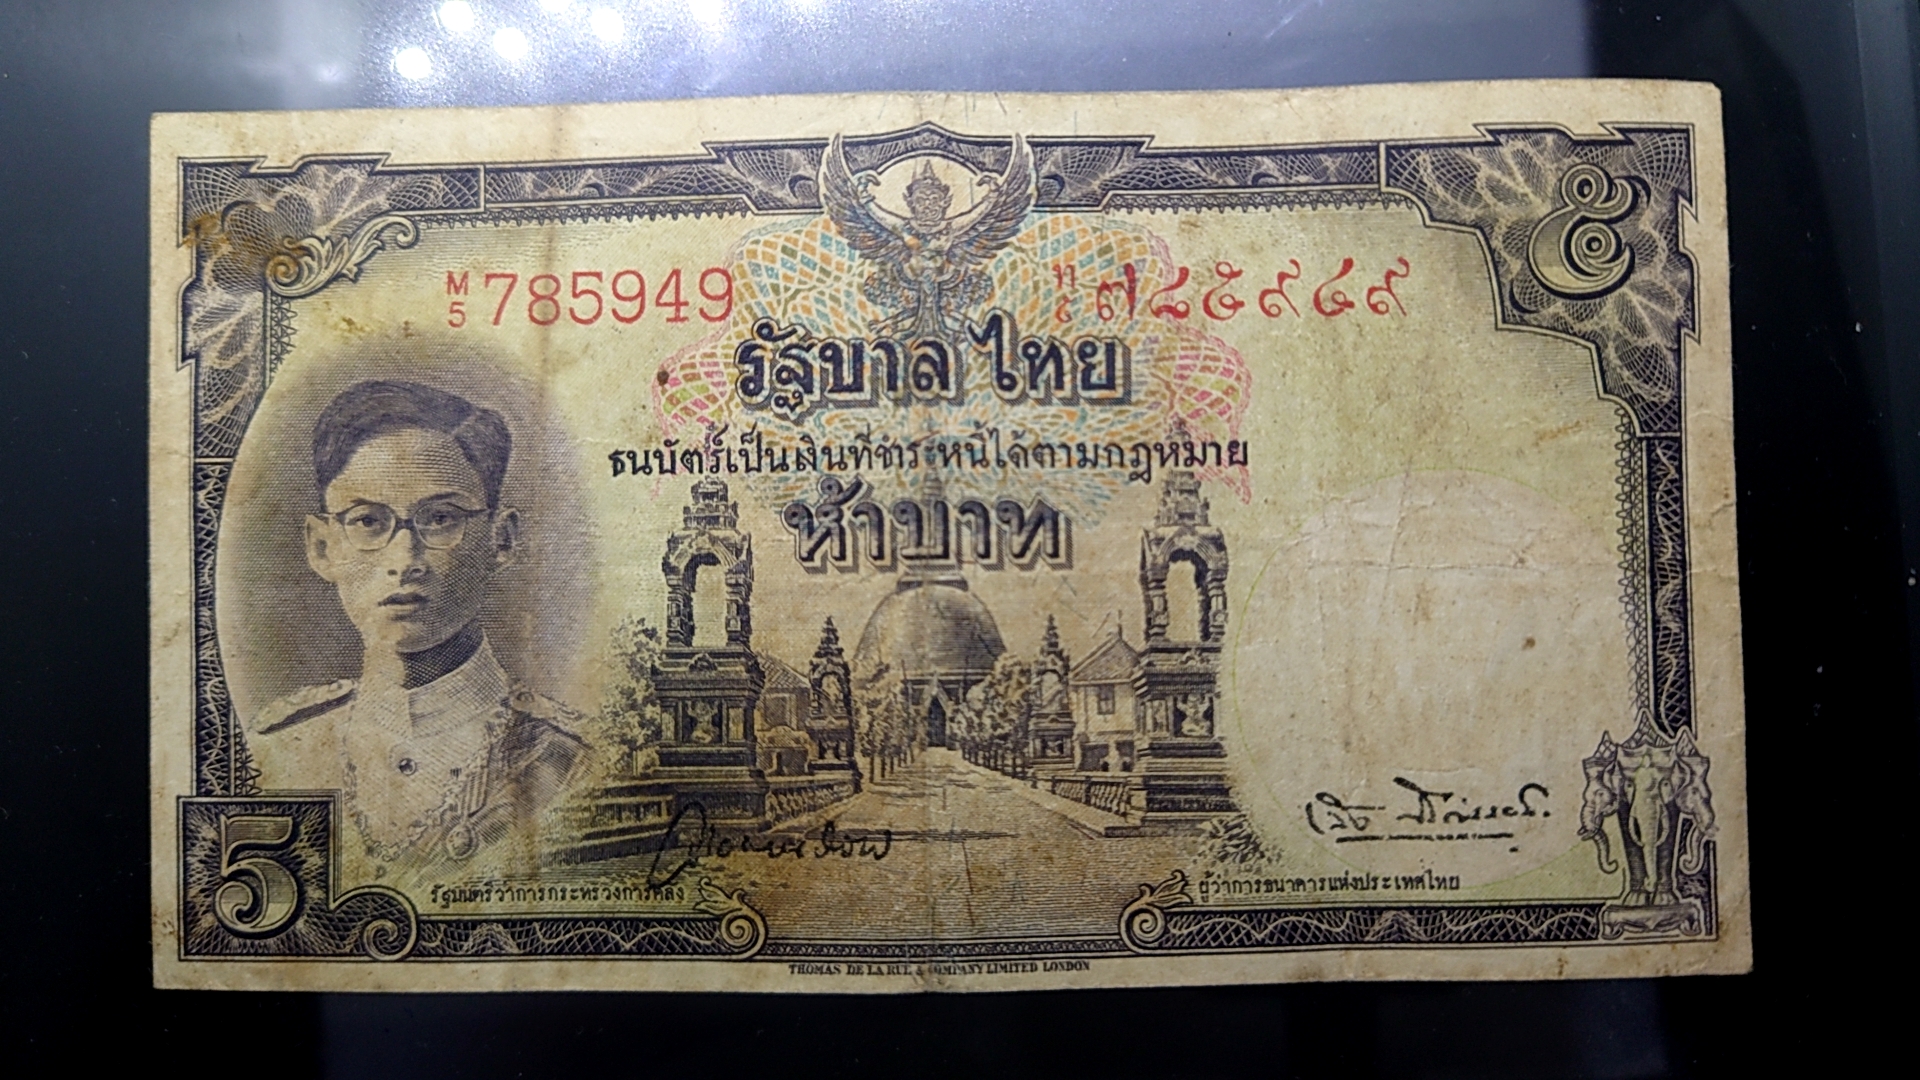 ๕
M/5 785949
ท/๕ ๗๘๕๙๔๙
รัฐบาลไทย
ธนบัตร์เป็นเงินที่ชำระหนี้ได้ตามกฎหมาย
ห้าบาท
5
รัฐมนตรีว่าการกระทรวงการคลัง
ผู้ว่าการธนาคารแห่งประเทศไทย
THOMAS DE LA RUE & COMPANY LIMITED LONDON